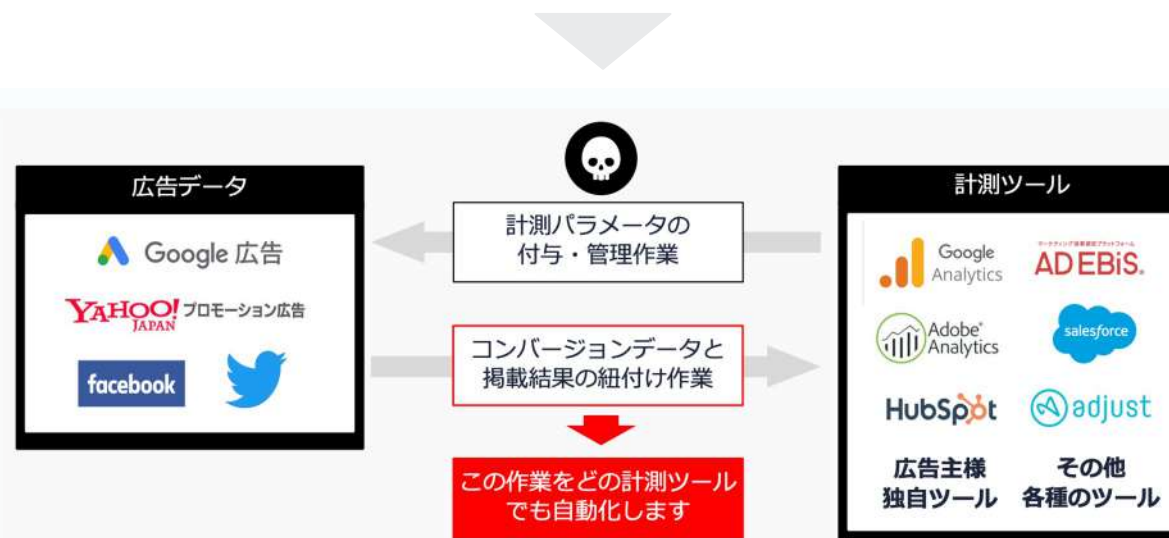 広告データ
Google 広告
YAHOO! プロモーション広告
JAPAN
facebook
計測パラメータの
付与・管理作業
コンバージョンデータと
掲載結果の紐付け作業
この作業をどの計測ツール
でも自動化します
計測ツール
Google
Analytics
AD EBiS.
Adobe
Analytics
salesforce
HubSpot
adjust
広告主様
独自ツール
その他
各種のツール